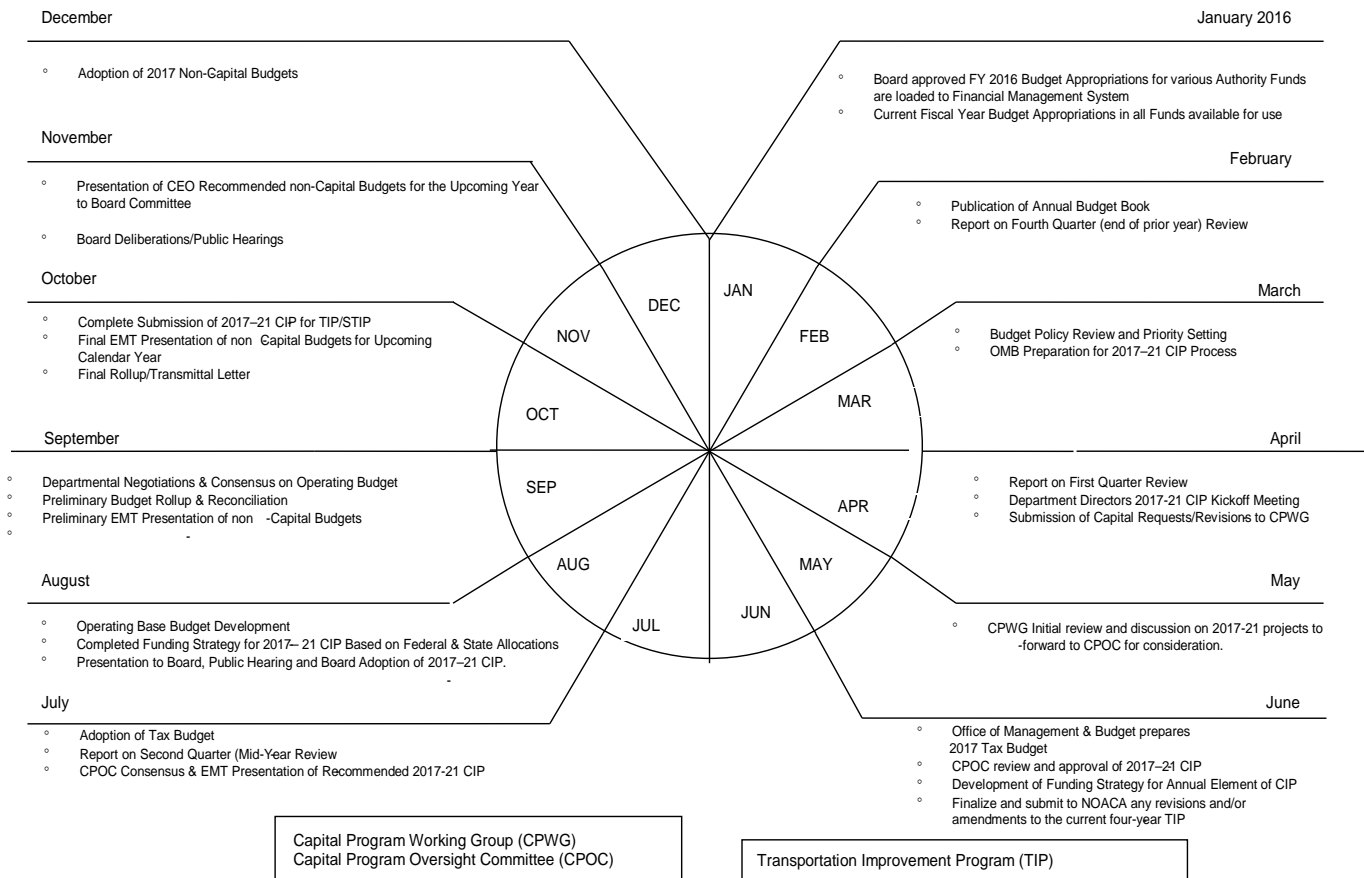 December
° Adoption of 2017 Non-Capital Budgets
November
° Presentation of CEO Recommended non-Capital Budgets for the Upcoming Year
to Board Committee
° Board Deliberations/Public Hearings
October
° Complete Submission of 2017–21 CIP for TIP/STIP
° Final EMT Presentation of non Capital Budgets for Upcoming
Calendar Year
° Final Rollup/Transmittal Letter
September
° Departmental Negotiations & Consensus on Operating Budget
° Preliminary Budget Rollup & Reconciliation
° Preliminary EMT Presentation of non -Capital Budgets
° -
August
° Operating Base Budget Development
° Completed Funding Strategy for 2017–21 CIP Based on Federal & State Allocations
° Presentation to Board, Public Hearing and Board Adoption of 2017–21 CIP.
-
July
° Adoption of Tax Budget
° Report on Second Quarter (Mid-Year Review
° CPOC Consensus & EMT Presentation of Recommended 2017-21 CIP
January 2016
° Board approved FY 2016 Budget Appropriations for various Authority Funds
are loaded to Financial Management System
° Current Fiscal Year Budget Appropriations in all Funds available for use
February
° Publication of Annual Budget Book
° Report on Fourth Quarter (end of prior year) Review
March
° Budget Policy Review and Priority Setting
° OMB Preparation for 2017–21 CIP Process
April
° Report on First Quarter Review
° Department Directors 2017-21 CIP Kickoff Meeting
° Submission of Capital Requests/Revisions to CPWG
May
° CPWG Initial review and discussion on 2017-21 projects to
-forward to CPOC for consideration.
June
° Office of Management & Budget prepares
2017 Tax Budget
° CPOC review and approval of 2017–21 CIP
° Development of Funding Strategy for Annual Element of CIP
° Finalize and submit to NOACA any revisions and/or
amendments to the current four-year TIP
JAN
FEB
MAR
APR
MAY
JUN
JUL
AUG
SEP
OCT
NOV
DEC
Capital Program Working Group (CPWG)
Capital Program Oversight Committee (CPOC)
Transportation Improvement Program (TIP)